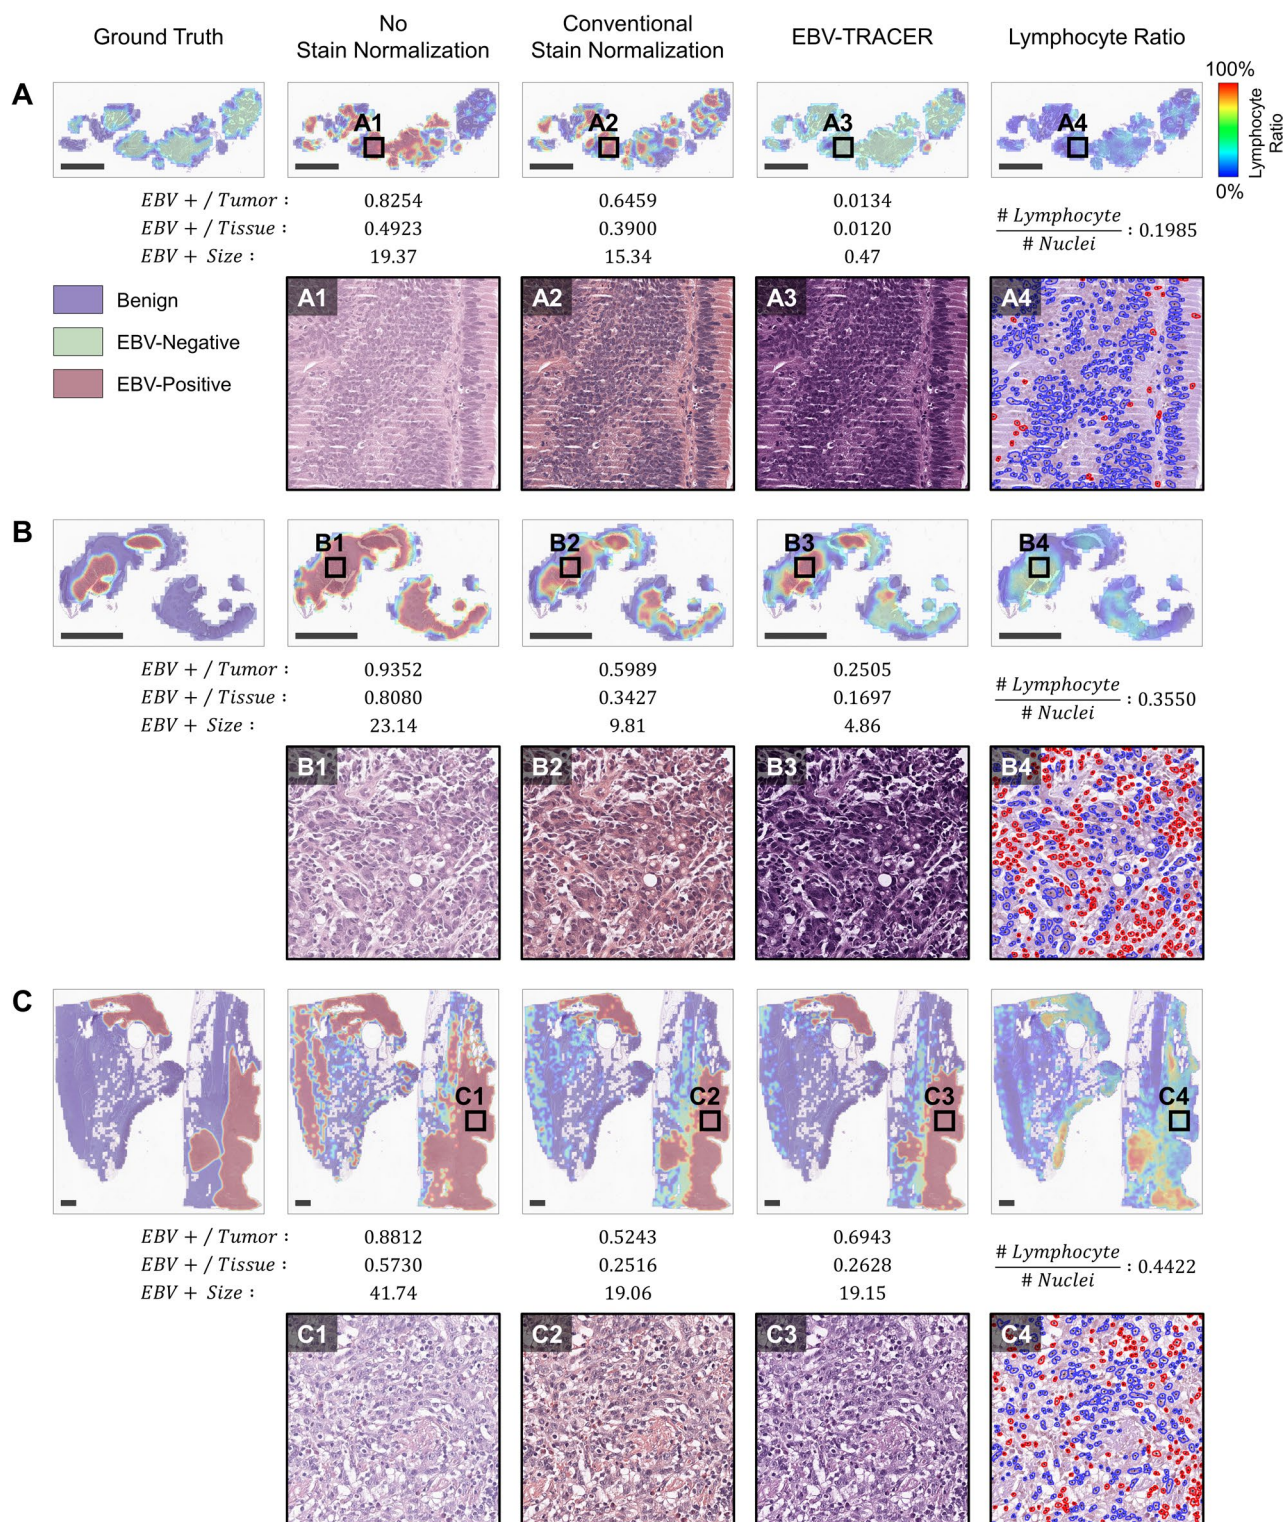 Ground Truth
No
Stain Normalization
Conventional
Stain Normalization
EBV-TRACER
Lymphocyte Ratio
100%
Lymphocyte
Ratio
0%
A
A1
A2
A3
A4
EBV + / Tumor : 0.8254 0.6459 0.0134
EBV + / Tissue : 0.4923 0.3900 0.0120
EBV + Size : 19.37 15.34 0.47
# Lymphocyte
# Nuclei
: 0.1985
Benign
EBV-Negative
EBV-Positive
A1
A2
A3
A4
B
B1
B2
B3
B4
EBV + / Tumor : 0.9352 0.5989 0.2505
EBV + / Tissue : 0.8080 0.3427 0.1697
EBV + Size : 23.14 9.81 4.86
# Lymphocyte
# Nuclei
: 0.3550
B1
B2
B3
B4
C
C1
C2
C3
C4
EBV + / Tumor : 0.8812 0.5243 0.6943
EBV + / Tissue : 0.5730 0.2516 0.2628
EBV + Size : 41.74 19.06 19.15
# Lymphocyte
# Nuclei
: 0.4422
C1
C2
C3
C4